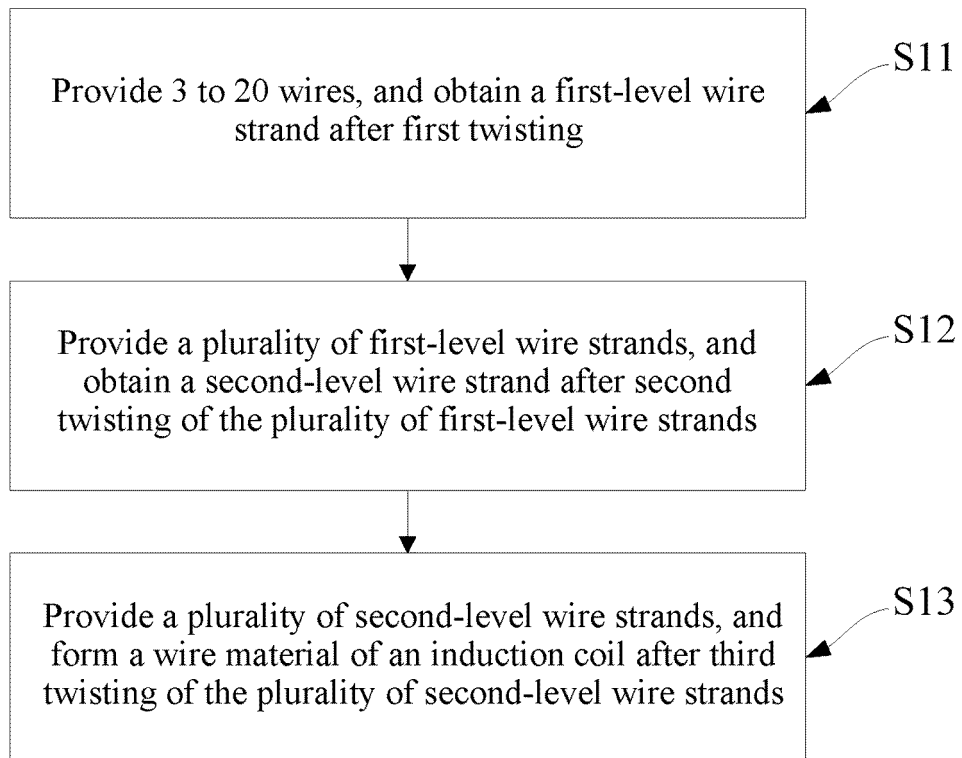 Provide 3 to 20 wires, and obtain a first-level wire
strand after first twisting
S11
Provide a plurality of first-level wire strands, and
obtain a second-level wire strand after second
twisting of the plurality of first-level wire strands
S12
Provide a plurality of second-level wire strands, and
form a wire material of an induction coil after third
twisting of the plurality of second-level wire strands
S13